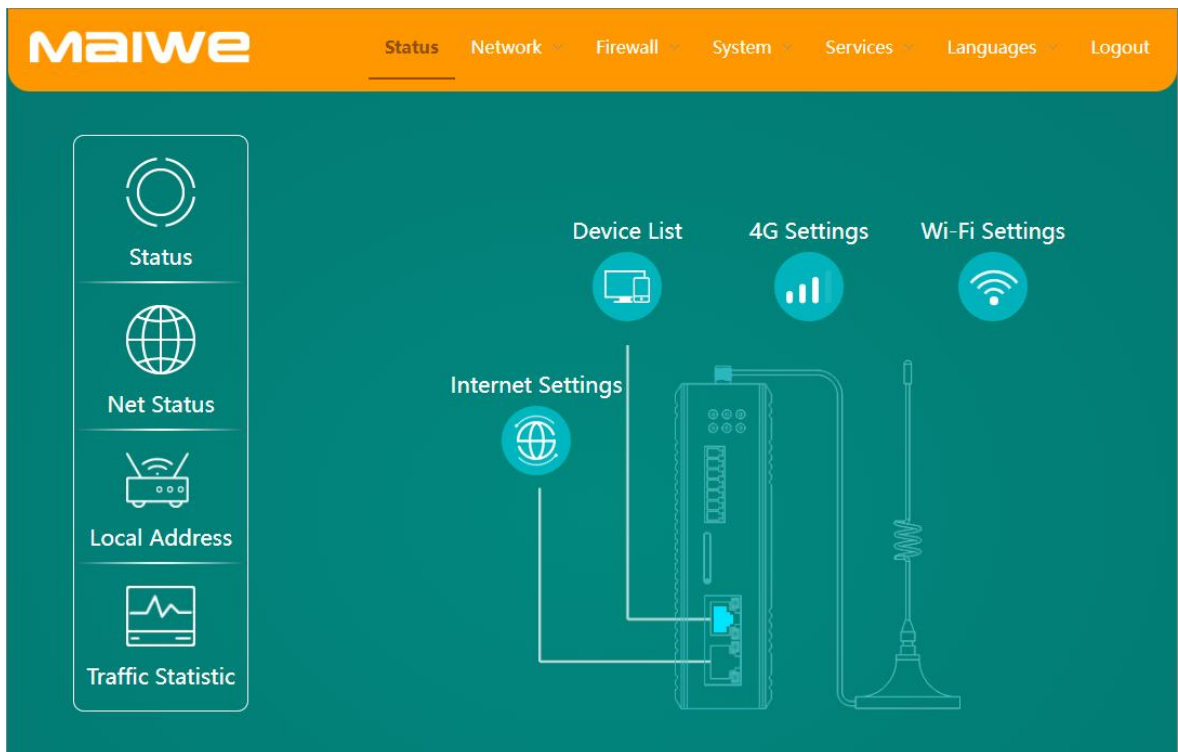 MAIWE
Status Network Firewall System Services Languages Logout
Status
Net Status
Local Address
Traffic Statistic
Device List 4G Settings Wi-Fi Settings
Internet Settings